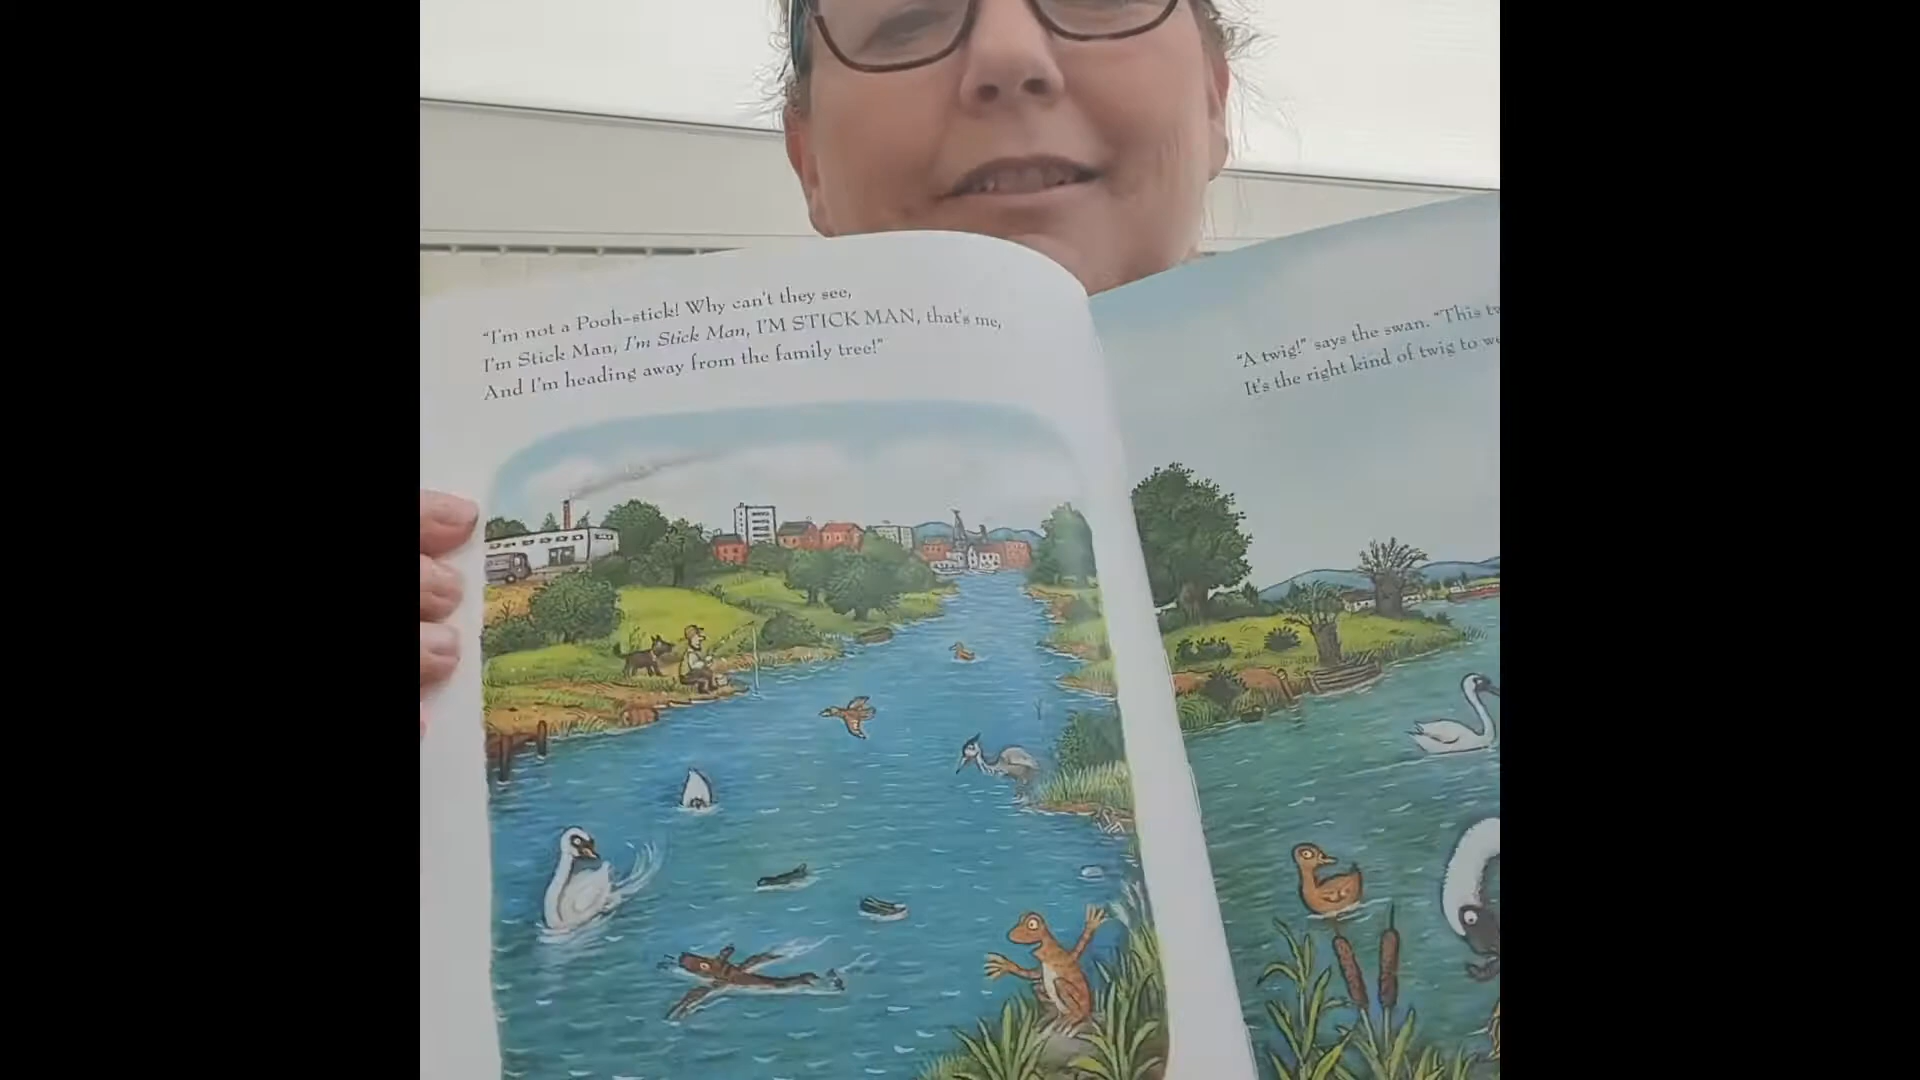 "I'm not a Pooh-stick! Why can't they see,
I'm Stick Man, I'm Stick Man, I'M STICK MAN, that's me,
And I'm heading away from the family tree!"
"A twig!" says the swan. "This
It's the right kind of twig to